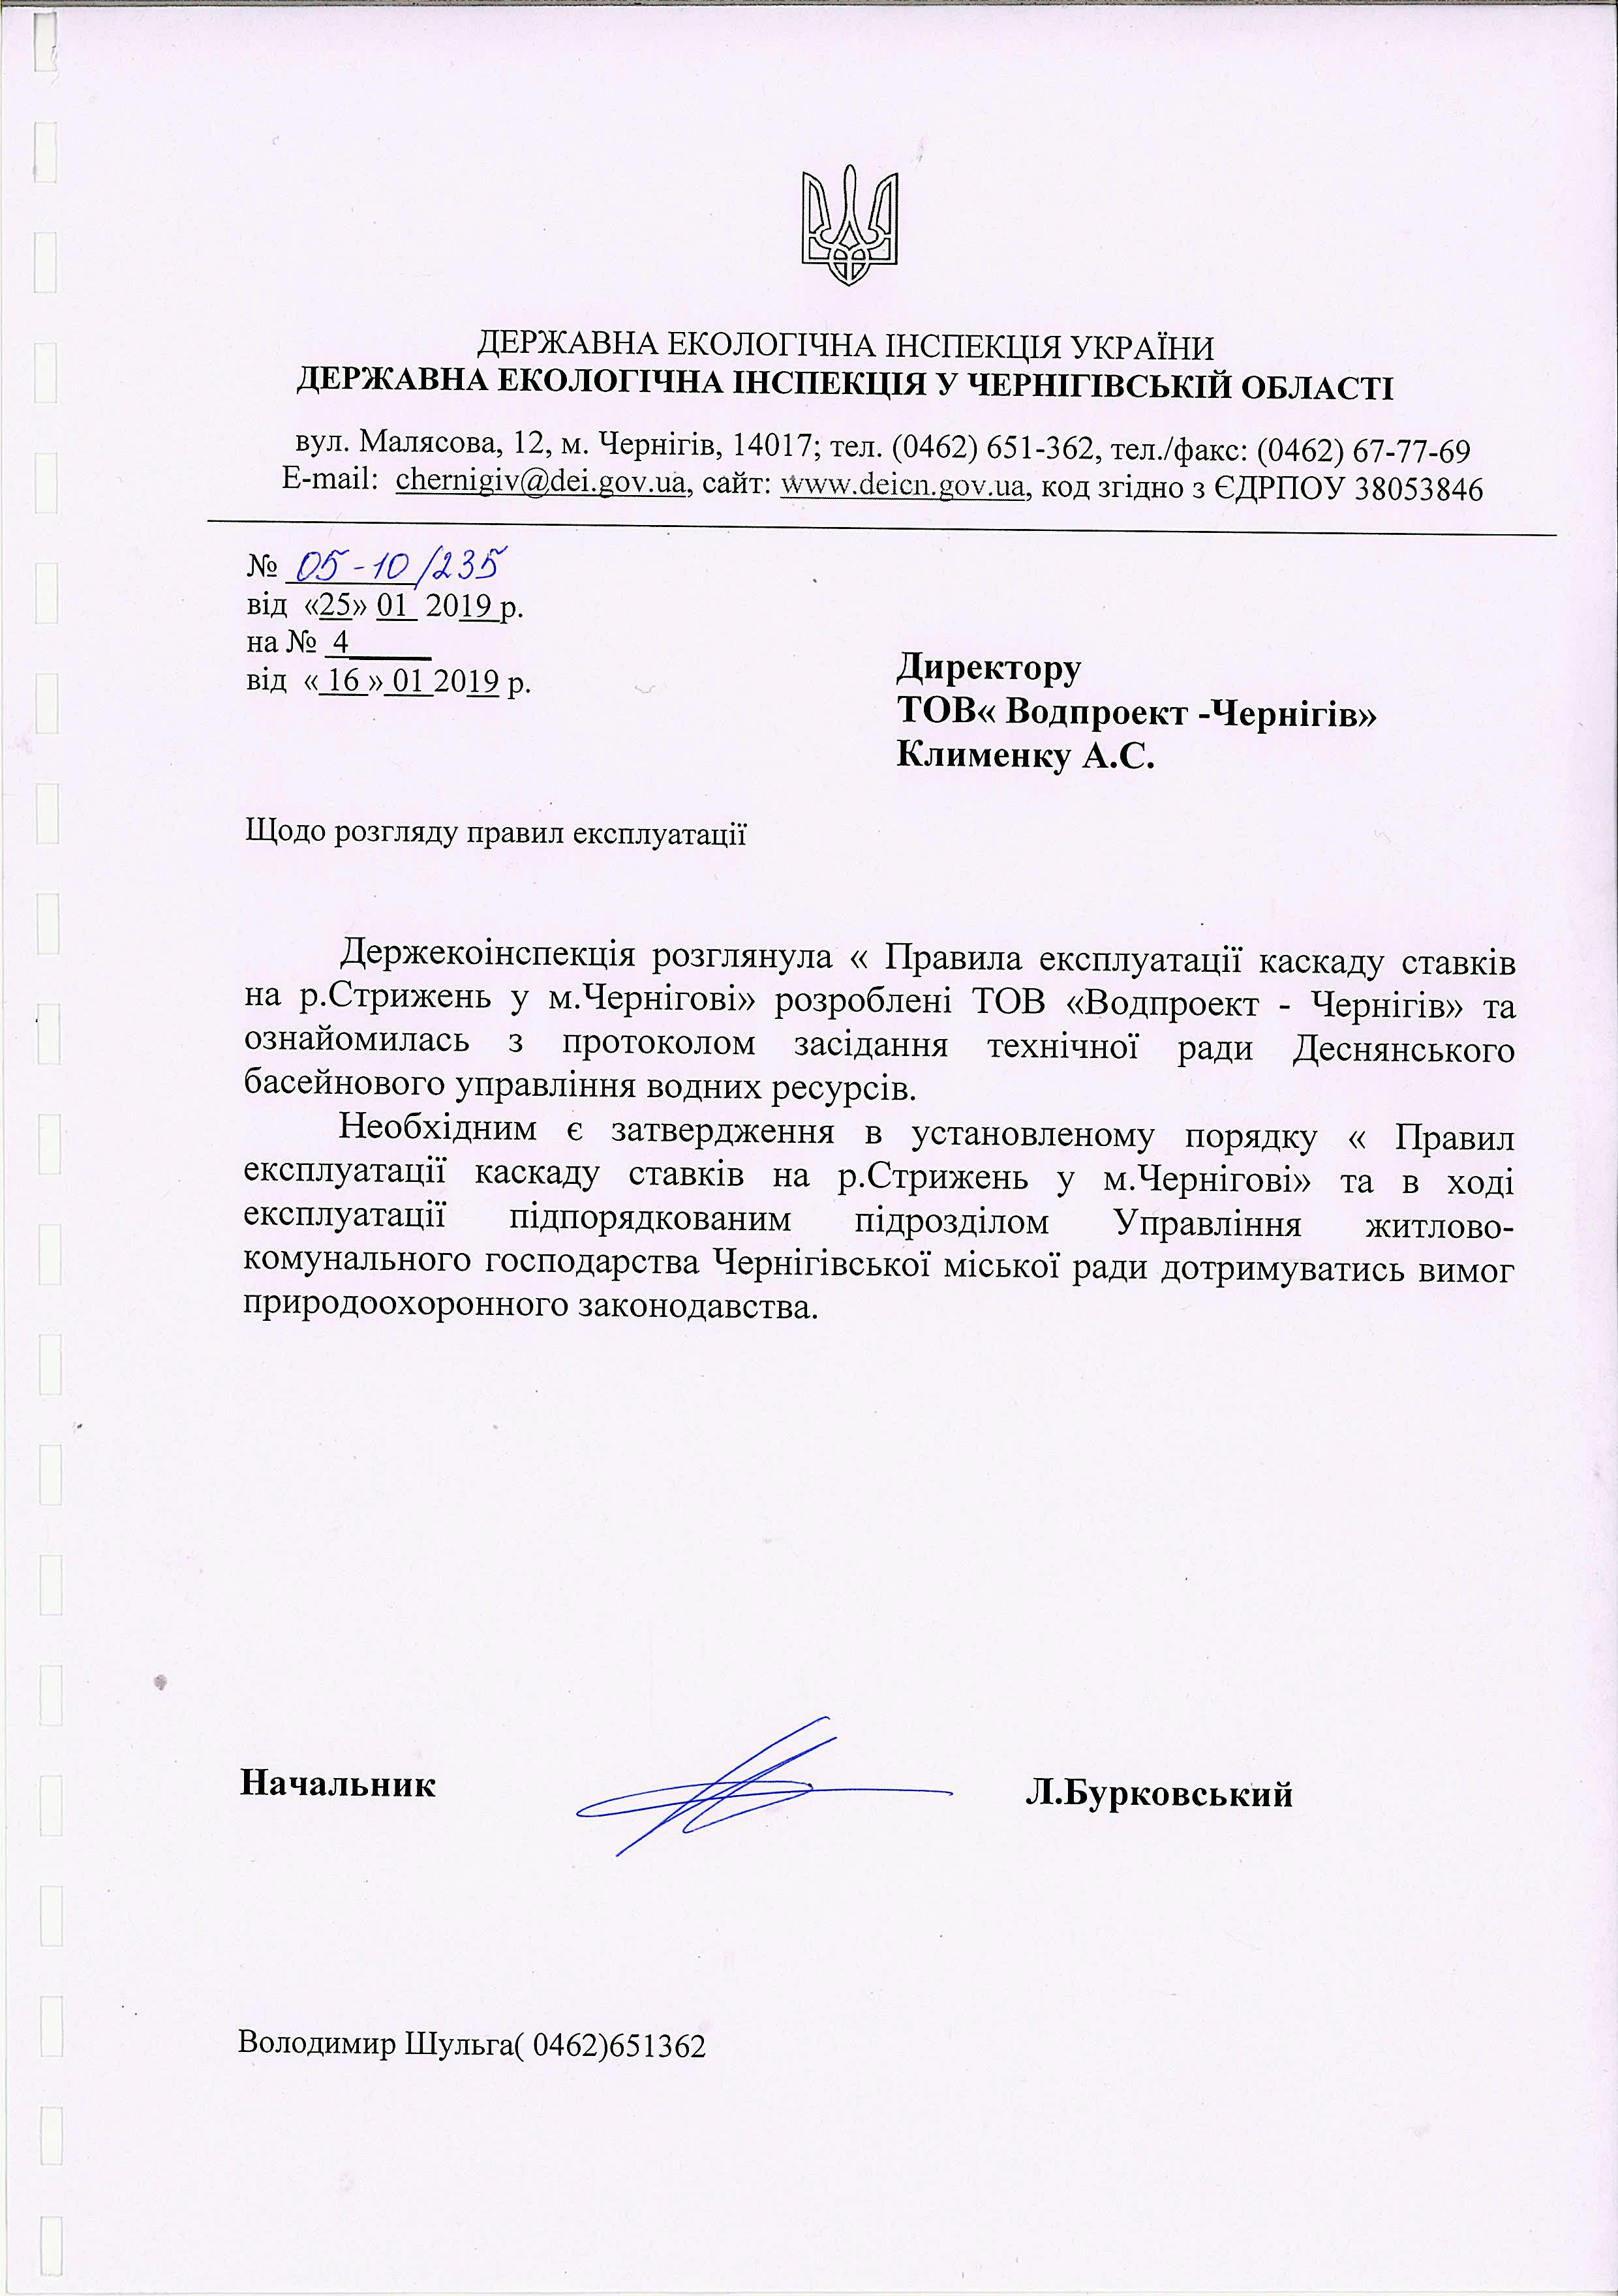 ДЕРЖАВНА ЕКОЛОГІЧНА ІНСПЕКЦІЯ УКРАЇНИ
ДЕРЖАВНА ЕКОЛОГІЧНА ІНСПЕКЦІЯ У ЧЕРНІГІВСЬКІЙ ОБЛАСТІ
вул. Малясова, 12, м. Чернігів, 14017; тел. (0462) 651-362, тел./факс: (0462) 67-77-69
E-mail: chernigiv@dei.gov.ua, сайт: www.deicn.gov.ua, код згідно з ЄДРПОУ 38053846
№ 05-10/235
від «25» 01 2019 р.
на № 4
від « 16 » 01 2019 р.
Директору
ТОВ« Водпроект -Чернігів»
Клименку А.С.
Щодо розгляду правил експлуатації
Держекоінспекція розглянула « Правила експлуатації каскаду ставків
на р.Стрижень у м.Чернігові» розроблені ТОВ «Водпроект - Чернігів» та
ознайомилась з протоколом засідання технічної ради Деснянського
басейнового управління водних ресурсів.
Необхідним є затвердження в установленому порядку « Правил
експлуатації каскаду ставків на р.Стрижень у м.Чернігові» та в ході
експлуатації підпорядкованим підрозділом Управління житлово-
комунального господарства Чернігівської міської ради дотримуватись вимог
природоохоронного законодавства.
Начальник
Л.Бурковський
Володимир Шульга( 0462)651362